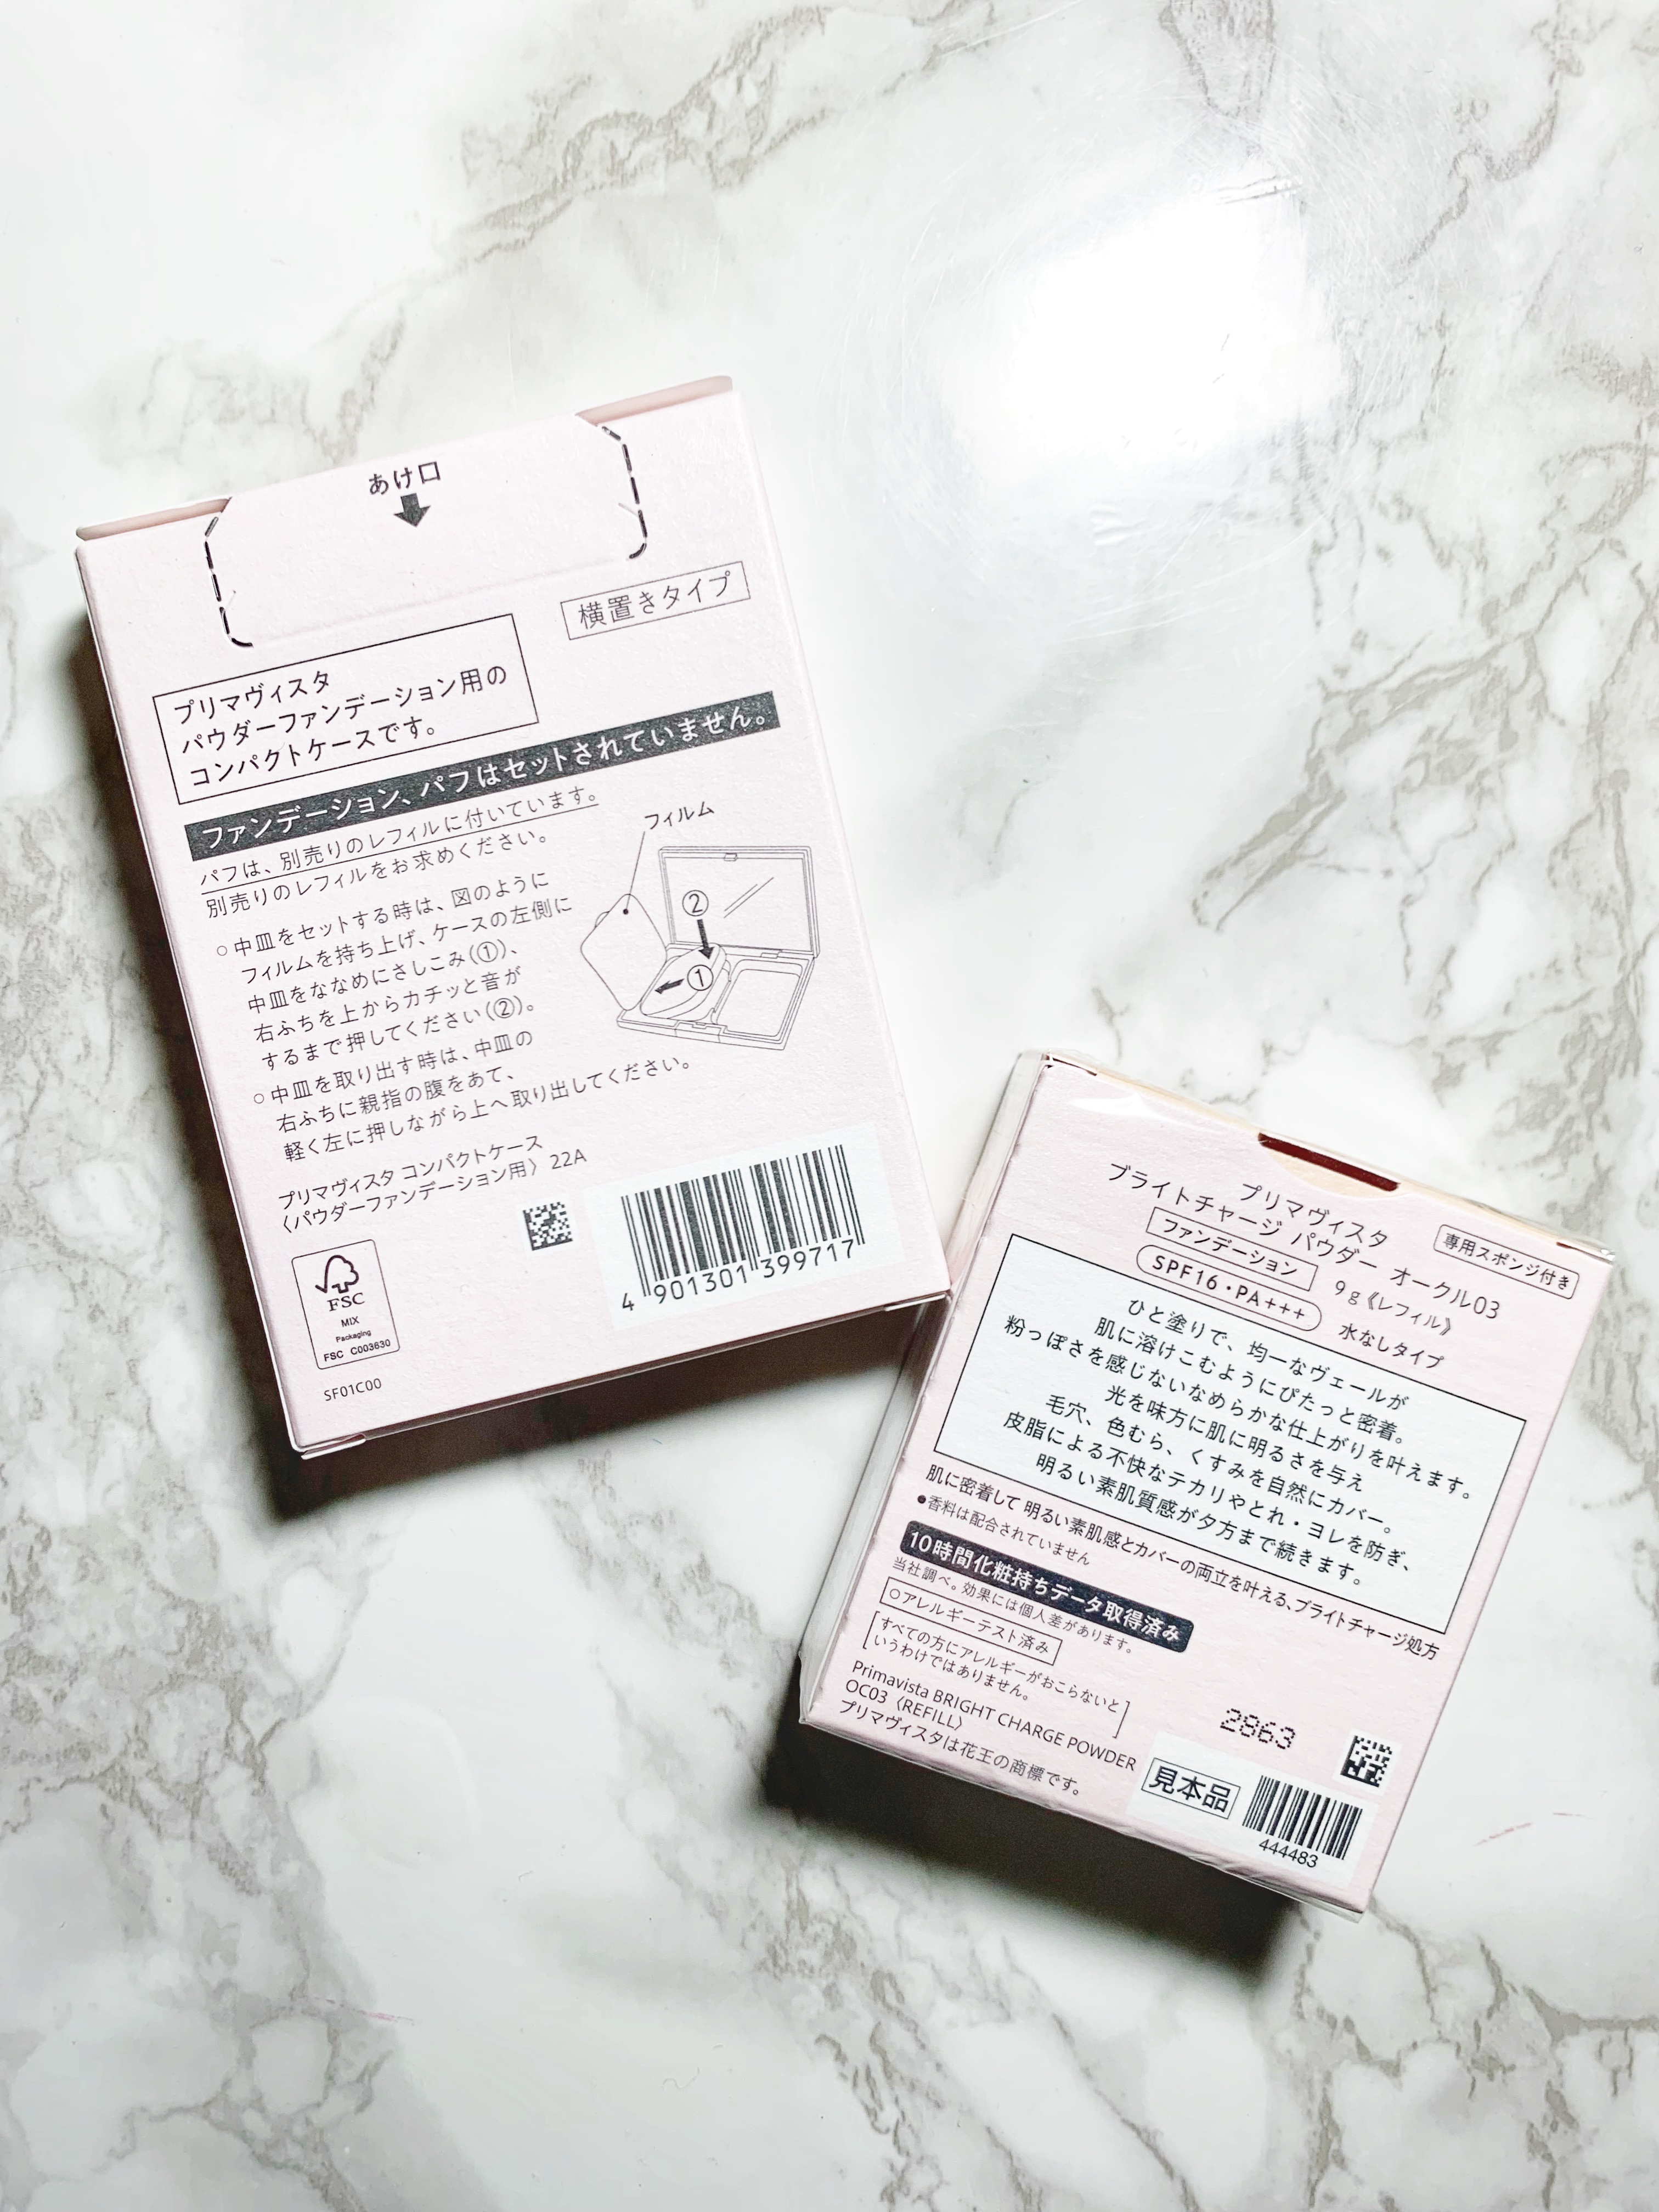 あけ口
横置きタイプ
プリマヴィスタ
パウダーファンデーション用の
コンパクトケースです。
ファンデーション、パフはセットされていません。
パフは、別売りのレフィルに付いています。
別売りのレフィルをお求めください。
フィルム
②
①
○中皿をセットする時は、図のように
フィルムを持ち上げ、ケースの左側に
中皿をななめにさしこみ(①)、
右ふちを上からカチッと音が
するまで押してください(②)。
○中皿を取り出す時は、中皿の
右ふちに親指の腹をあて、
軽く左に押しながら上へ取り出してください。
プリマヴィスタ コンパクトケース
〈パウダーファンデーション用〉 22A
FSC
MIX
Packaging
FSC C003630
SF01C00
4 901301 399717
プリマヴィスタ
ブライトチャージ パウダー オークル03
専用スポンジ付き
ファンデーション 9g《レフィル》
SPF16・PA+++ 水なしタイプ
ひと塗りで、均一なヴェールが
肌に溶けこむようにぴたっと密着。
粉っぽさを感じないなめらかな仕上がりを叶えます。
光を味方に肌に明るさを与え
毛穴、色むら、くすみを自然にカバー。
皮脂による不快なテカリやとれ・ヨレを防ぎ、
明るい素肌質感が夕方まで続きます。
肌に密着して 明るい素肌感とカバーの両立を叶える、ブライトチャージ処方
●香料は配合されていません
10時間化粧持ちデータ取得済み
当社調べ。効果には個人差があります。
○アレルギーテスト済み
[すべての方にアレルギーがおこらないと
いうわけではありません。]
Primavista BRIGHT CHARGE POWDER
OC03〈REFILL〉
プリマヴィスタは花王の商標です。
2863
見本品
444483